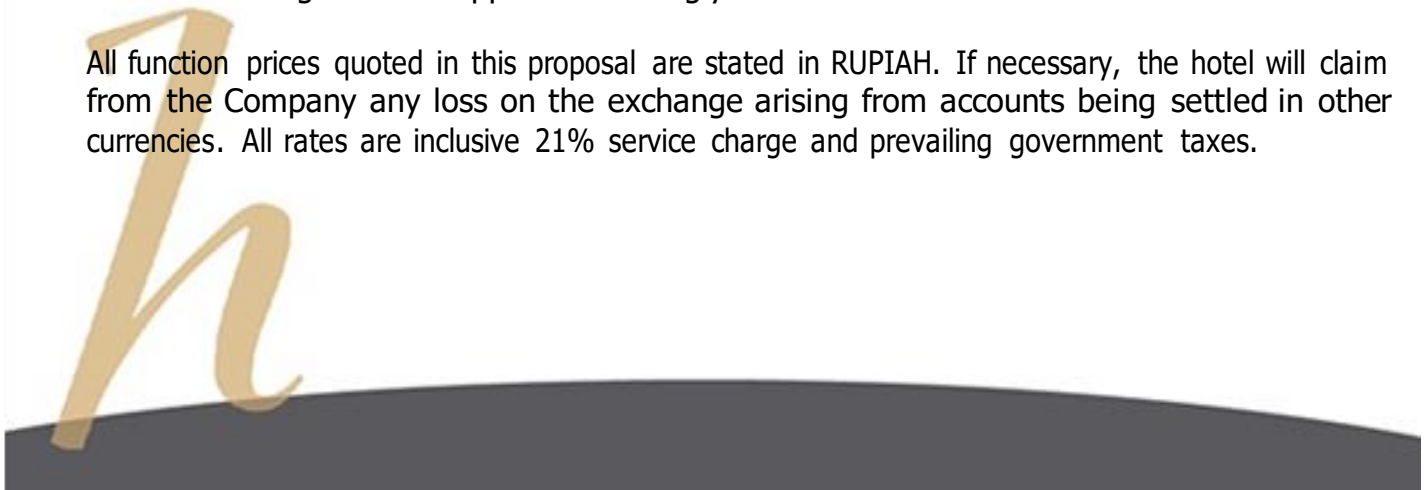 All function prices quoted in this proposal are stated in RUPIAH. If necessary, the hotel will claim
from the Company any loss on the exchange arising from accounts being settled in other
currencies. All rates are inclusive 21% service charge and prevailing government taxes.
h